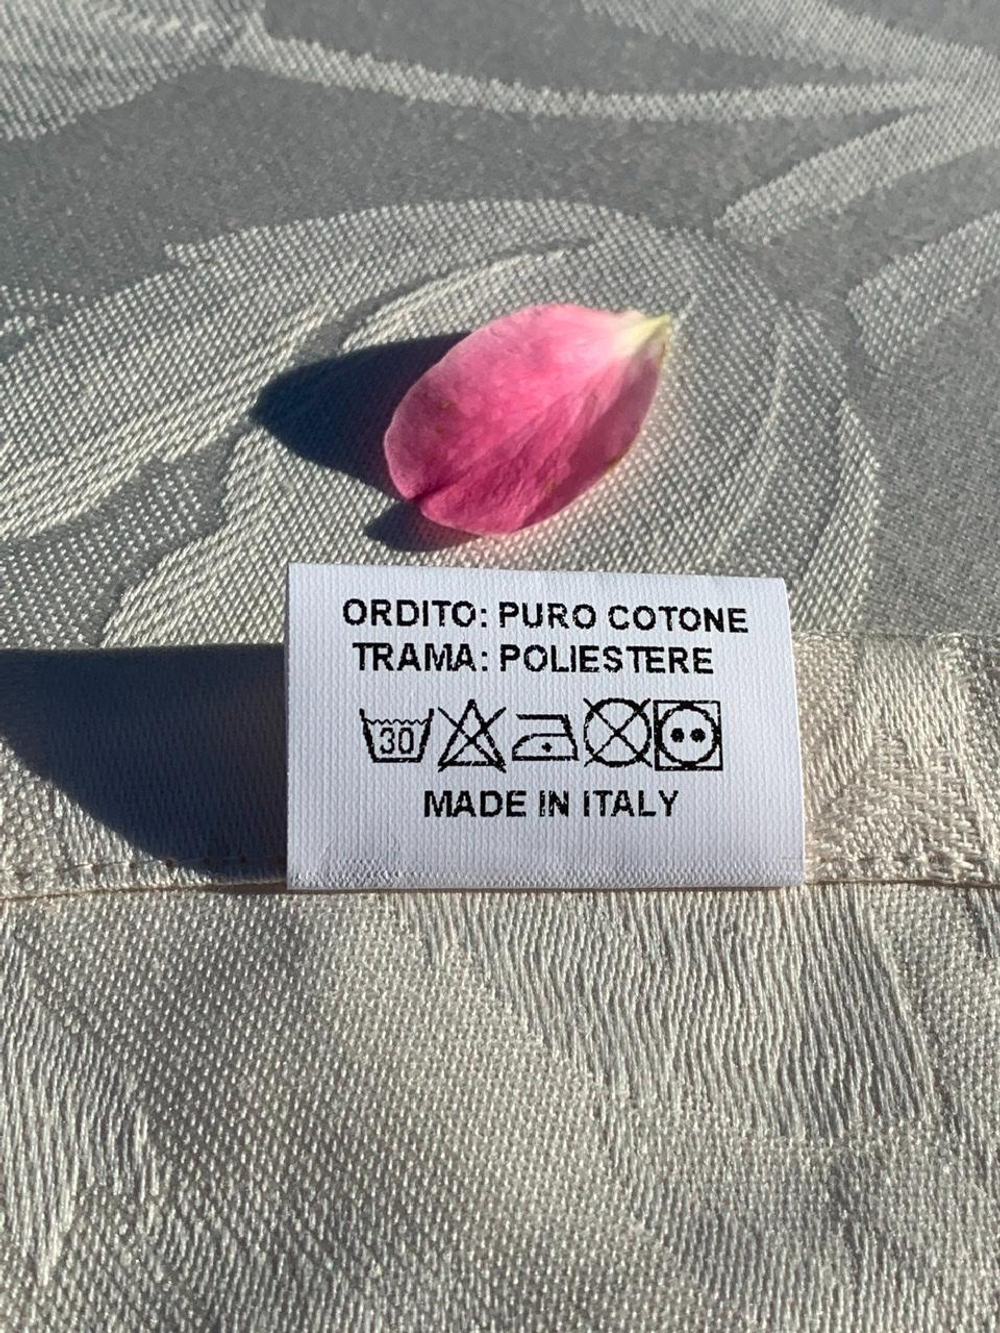 ORDITO: PURO COTONE
TRAMA: POLIESTERE
30
MADE IN ITALY